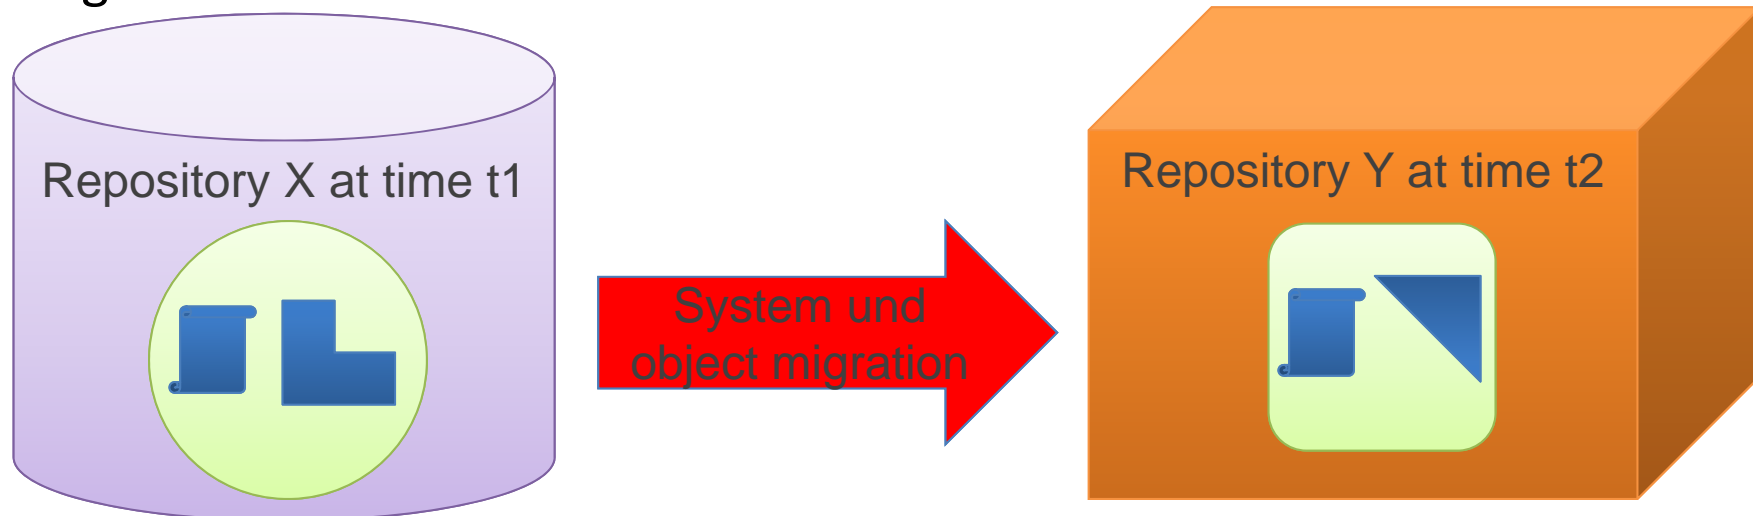 Repository X at time t1
Repository Y at time t2
System und
object migration